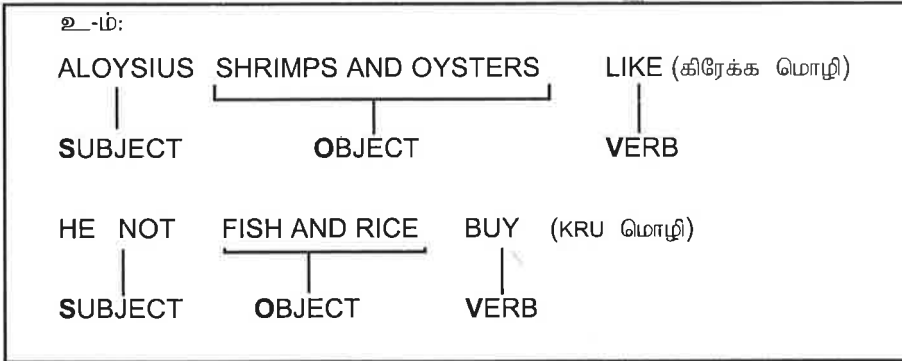 உ-ம்:
ALOYSIUS SHRIMPS AND OYSTERS LIKE (கிரேக்க மொழி)
SUBJECT OBJECT VERB
HE NOT FISH AND RICE BUY (KRU மொழி)
SUBJECT OBJECT VERB